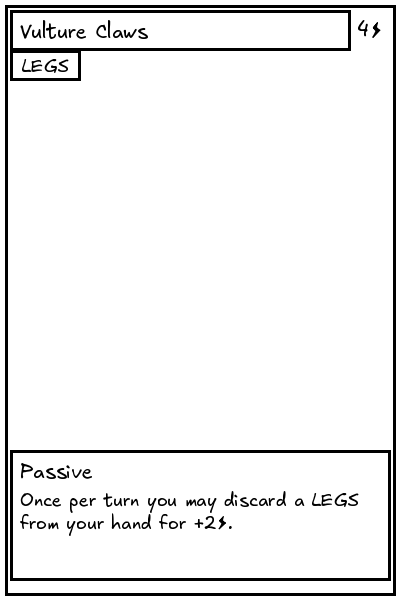 Vulture Claws
4⚡
LEGS
Passive
Once per turn you may discard a LEGS
from your hand for +2⚡.